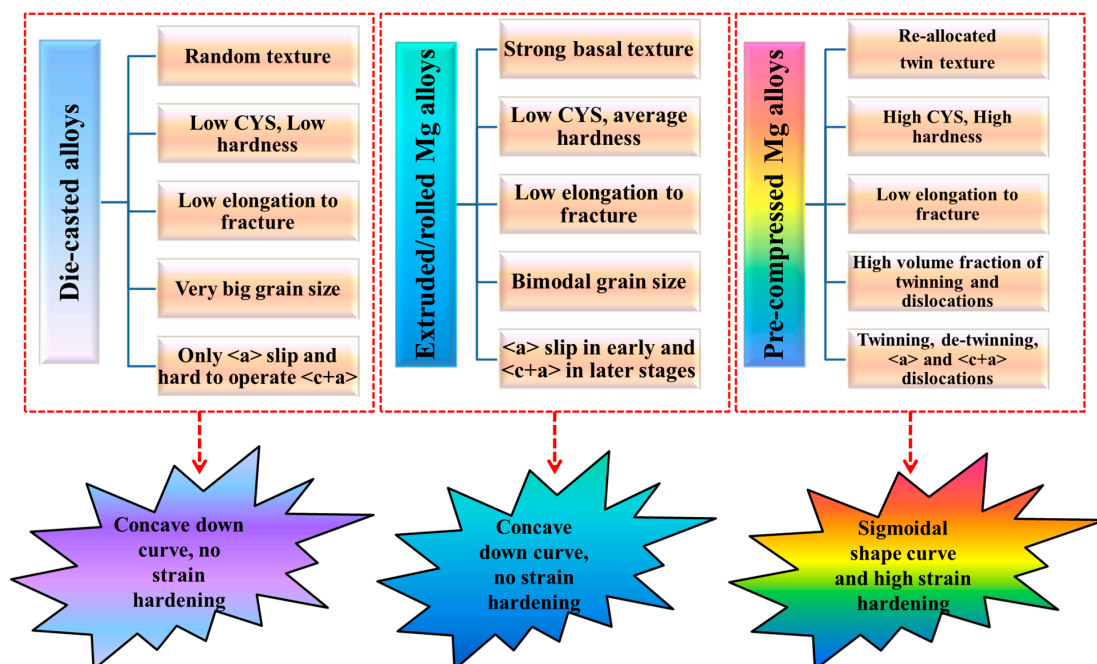 Die-casted alloys
Random texture
Low CYS, Low
hardness
Low elongation to
fracture
Very big grain size
Only <a> slip and
hard to operate <c+a>
Concave down
curve, no
strain
hardening
Extruded/rolled Mg alloys
Strong basal texture
Low CYS, average
hardness
Low elongation to
fracture
Bimodal grain size
<a> slip in early and
<c+a> in later stages
Concave
down curve,
no strain
hardening
Pre-compressed Mg alloys
Re-allocated
twin texture
High CYS, High
hardness
Low elongation to
fracture
High volume fraction of
twinning and
dislocations
Twinning, de-twinning,
<a> and <c+a>
dislocations
Sigmoidal
shape curve
and high strain
hardening